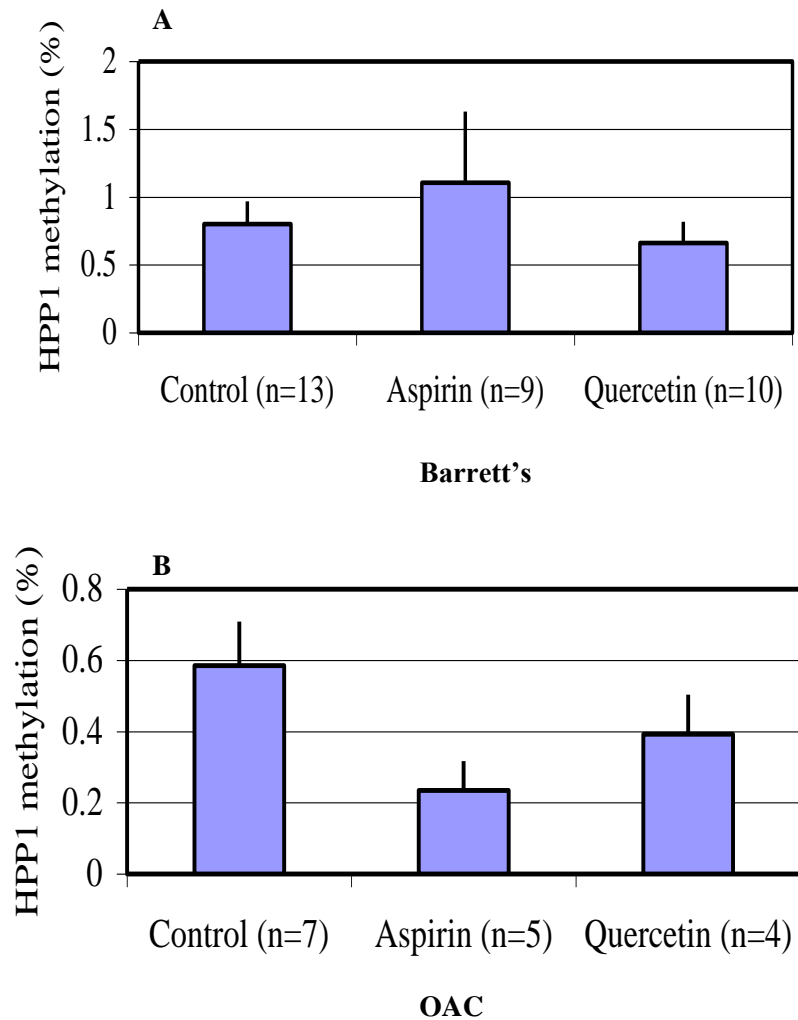 A
HPP1 methylation (%)
2
1.5
1
0.5
0
Control (n=13) Aspirin (n=9) Quercetin (n=10)
Barrett's
B
HPP1 methylation (%)
0.8
0.6
0.4
0.2
0
Control (n=7) Aspirin (n=5) Quercetin (n=4)
OAC